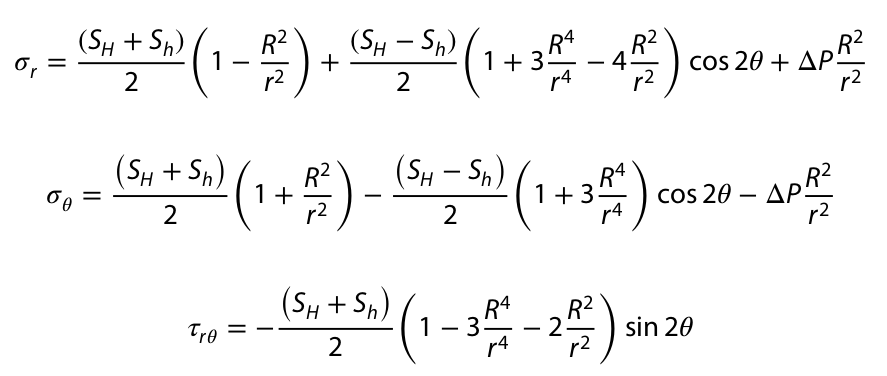 σ_r = (S_H + S_h)/2 (1 − R²/r²) + (S_H − S_h)/2 (1 + 3 R⁴/r⁴ − 4 R²/r²) cos 2θ + ΔP R²/r²
σ_θ = (S_H + S_h)/2 (1 + R²/r²) − (S_H − S_h)/2 (1 + 3 R⁴/r⁴) cos 2θ − ΔP R²/r²
τ_rθ = −(S_H + S_h)/2 (1 − 3 R⁴/r⁴ − 2 R²/r²) sin 2θ